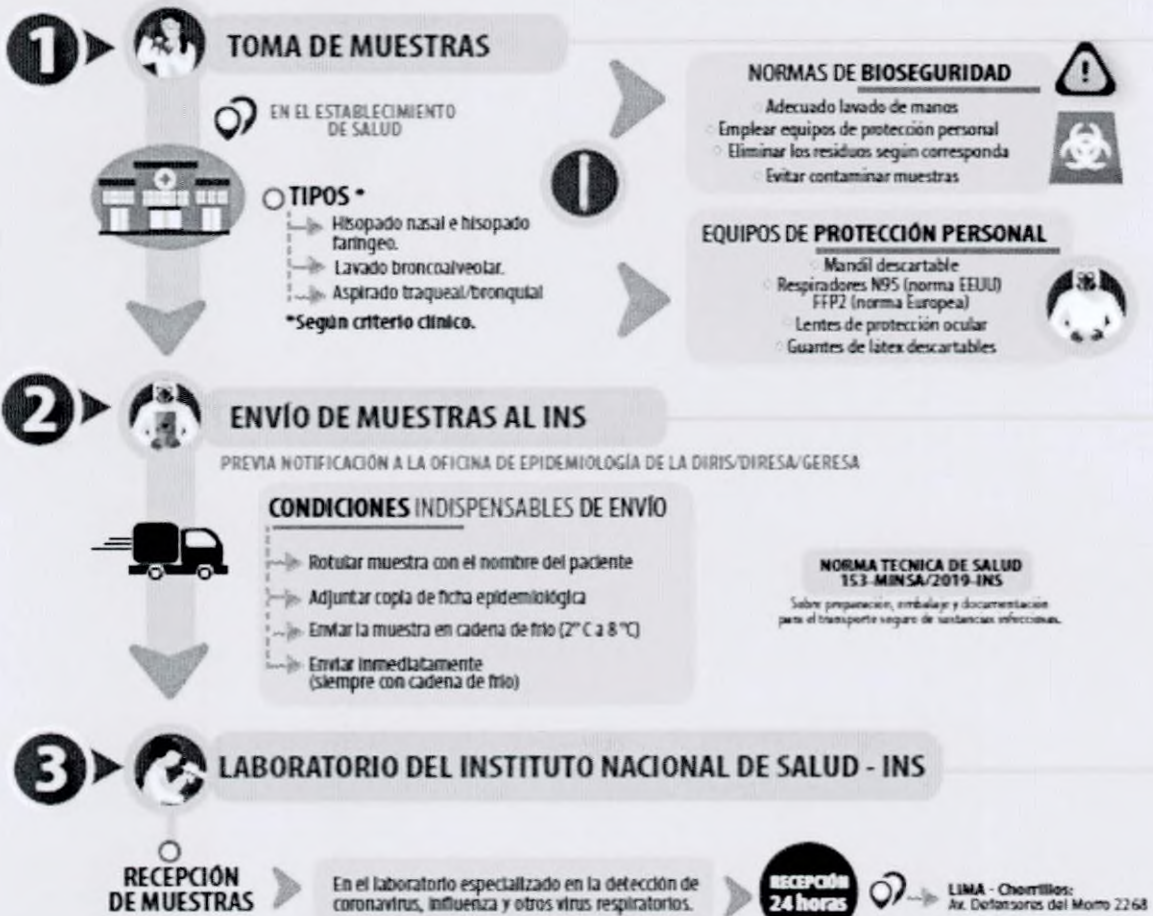 1
TOMA DE MUESTRAS
EN EL ESTABLECIMIENTO
DE SALUD
TIPOS *
Hisopado nasal e hisopado
faríngeo.
Lavado broncoalveolar.
Aspirado traqueal/bronquial
*Según criterio clínico.
NORMAS DE BIOSEGURIDAD
Adecuado lavado de manos
Emplear equipos de protección personal
Eliminar los residuos según corresponda
Evitar contaminar muestras
EQUIPOS DE PROTECCIÓN PERSONAL
Mandil descartable
Respiradores N95 (norma EEUU)
FFP2 (norma Europea)
Lentes de protección ocular
Guantes de látex descartables
2
ENVÍO DE MUESTRAS AL INS
PREVIA NOTIFICACIÓN A LA OFICINA DE EPIDEMIOLOGÍA DE LA DIRIS/DIRESA/GERESA
CONDICIONES INDISPENSABLES DE ENVÍO
Rotular muestra con el nombre del paciente
Adjuntar copia de ficha epidemiológica
Enviar la muestra en cadena de frío (2° C a 8 °C)
Enviar inmediatamente
(siempre con cadena de frío)
NORMA TECNICA DE SALUD
153-MINSA/2019-INS
Sobre preparación, embalaje y documentación
para el transporte seguro de sustancias infecciosas.
3
LABORATORIO DEL INSTITUTO NACIONAL DE SALUD - INS
RECEPCIÓN
DE MUESTRAS
En el laboratorio especializado en la detección de
coronavirus, influenza y otros virus respiratorios.
RECEPCIÓN
24 horas
LIMA - Chorrillos:
Av. Defensores del Morro 2268